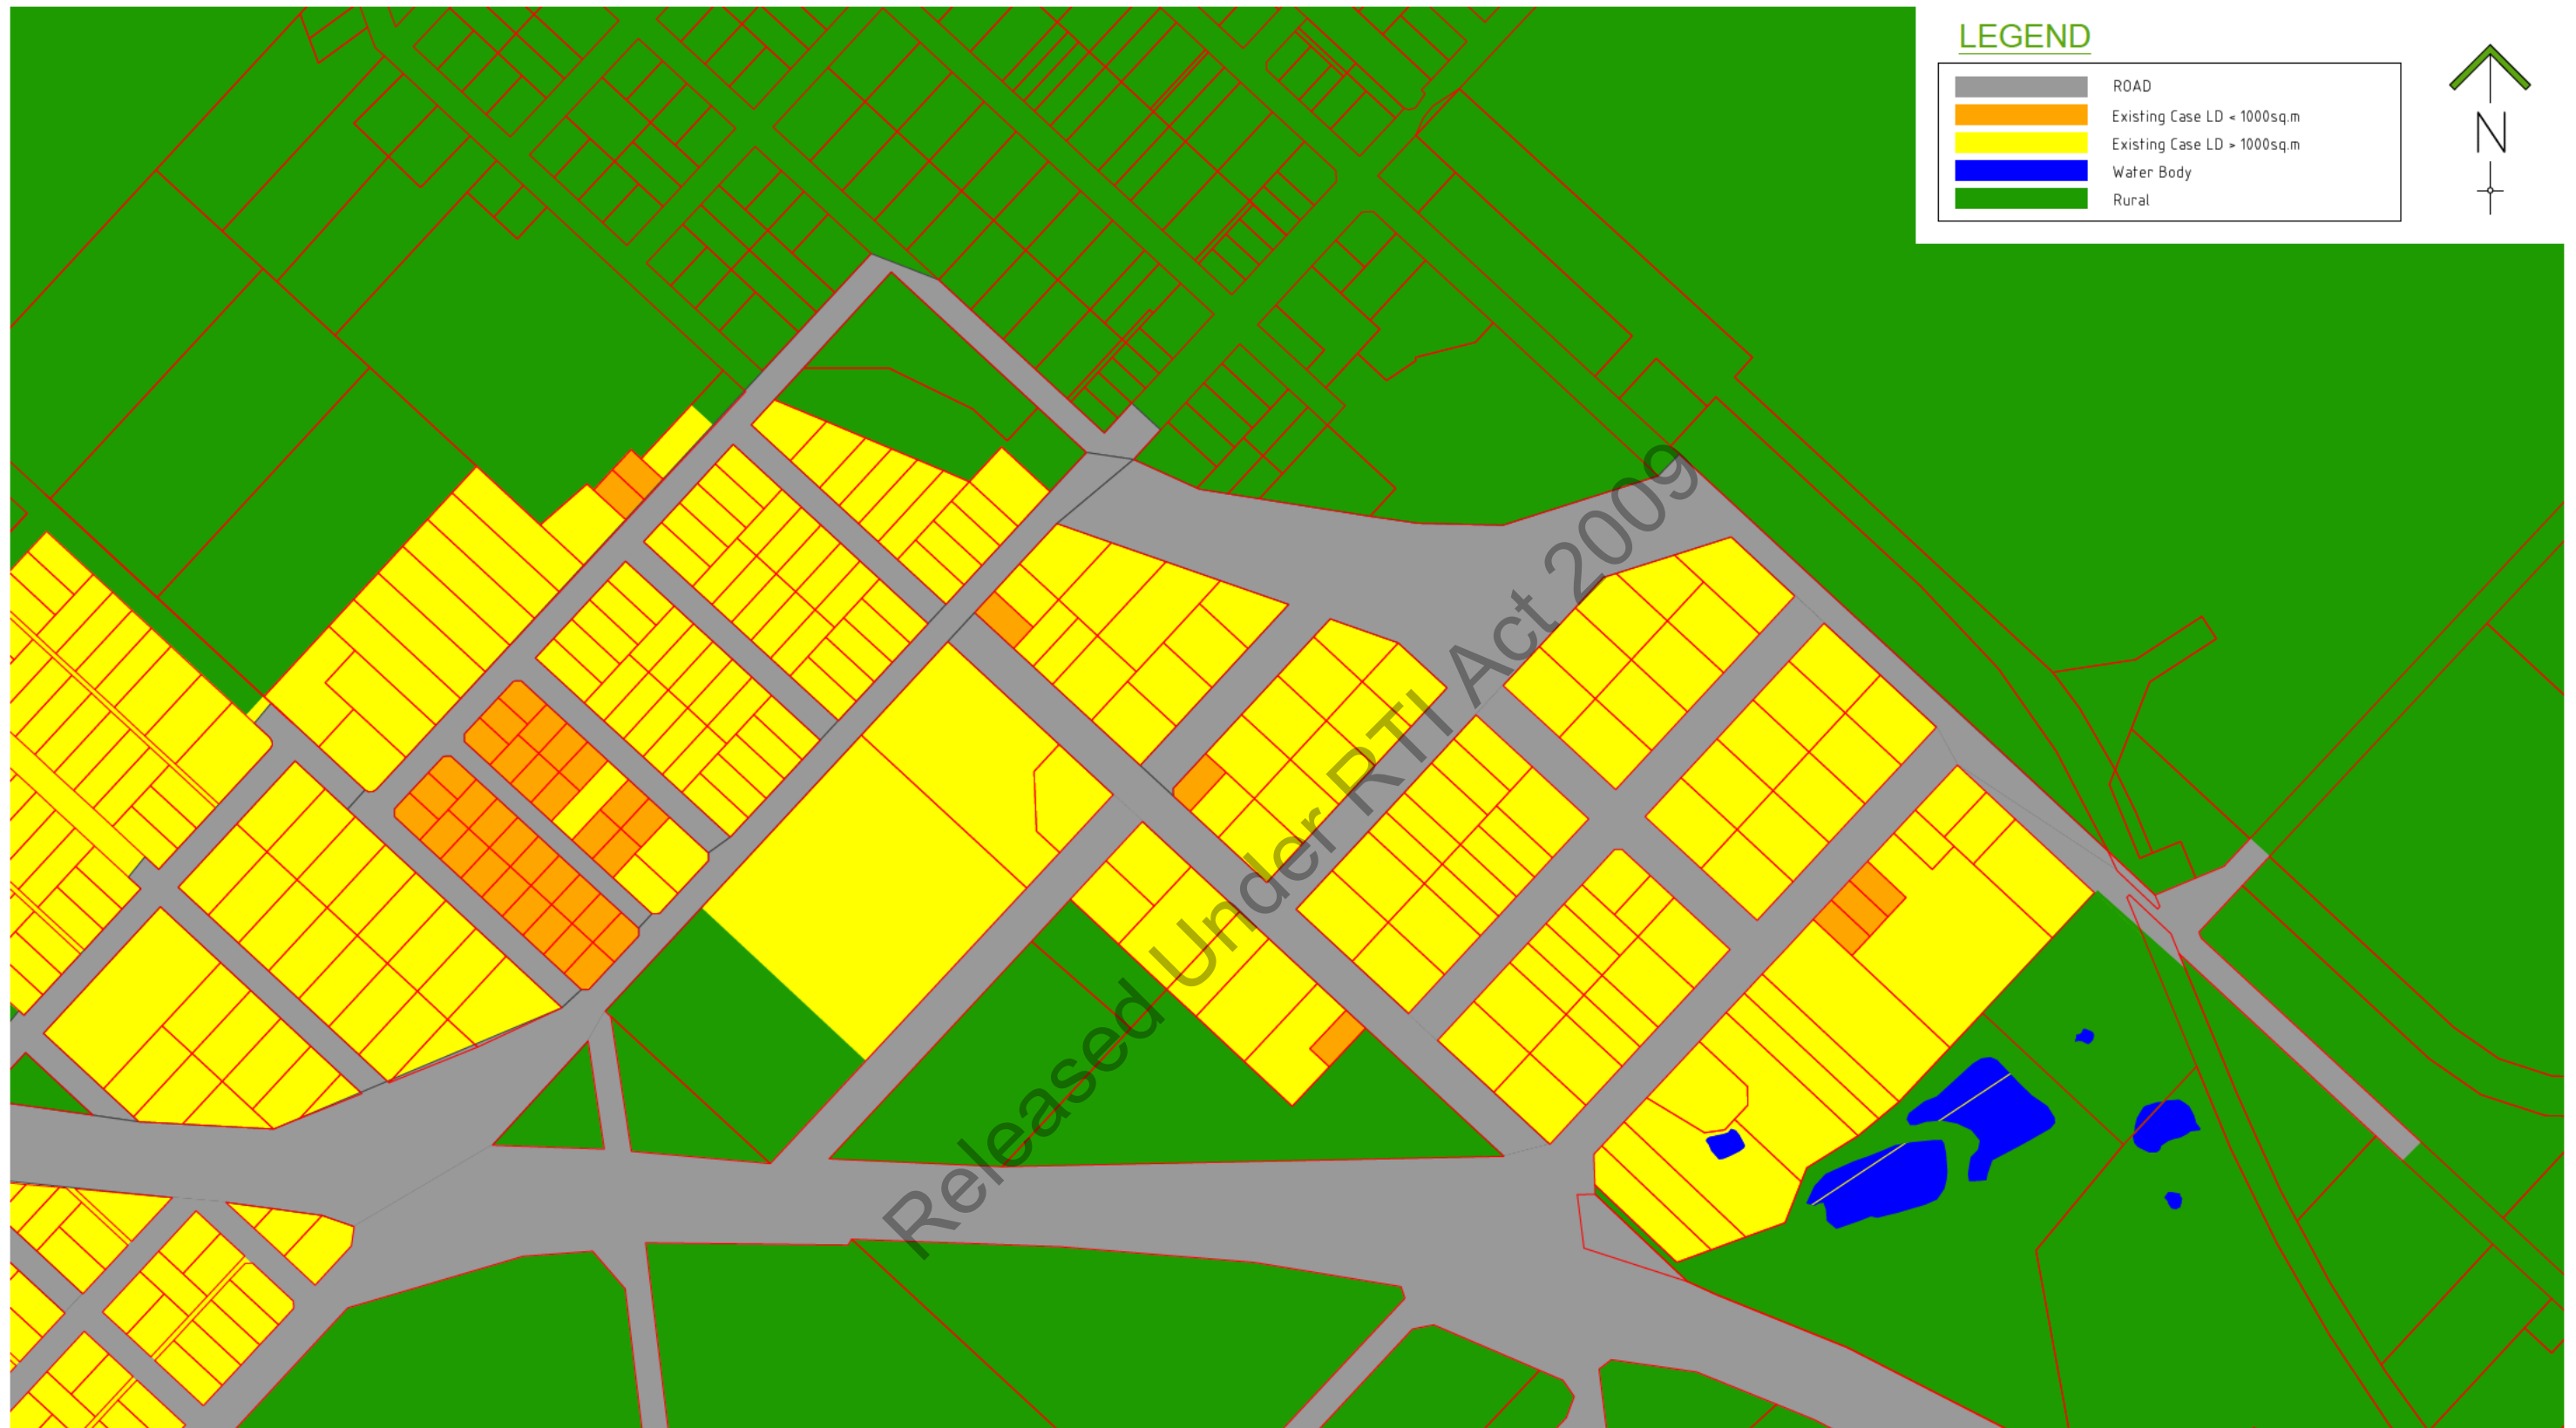 LEGEND
ROAD
Existing Case LD < 1000sq.m
Existing Case LD > 1000sq.m
Water Body
Rural
N
Released Under RTI Act 2009